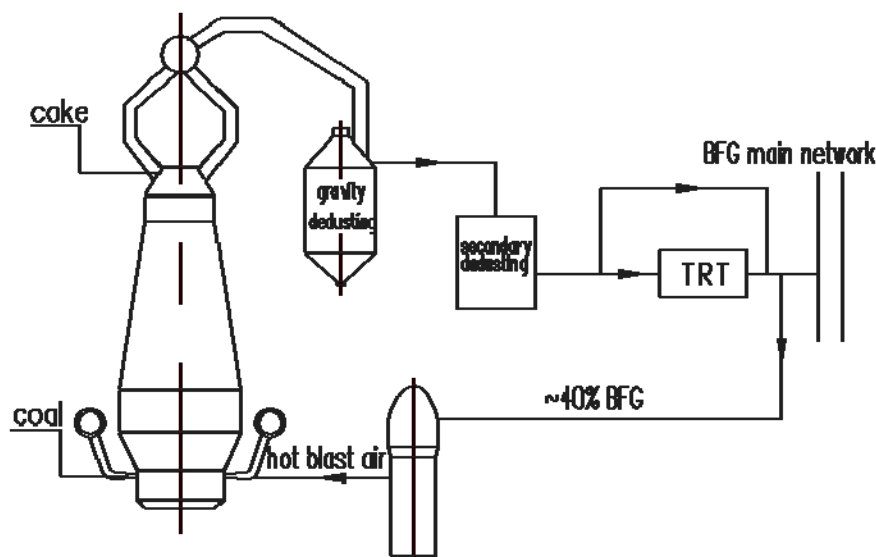 coke
gravity
dedusting
BFG main network
secondary
dedusting
TRT
coal
~40% BFG
hot blast air